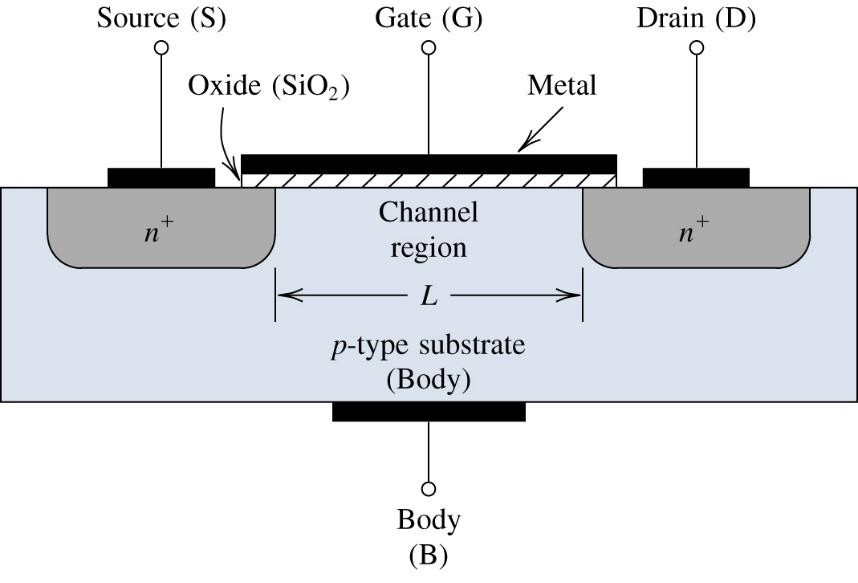 Source (S)
Gate (G)
Drain (D)
Oxide (SiO₂)
Metal
Channel
region
n⁺
n⁺
L
p-type substrate
(Body)
Body
(B)